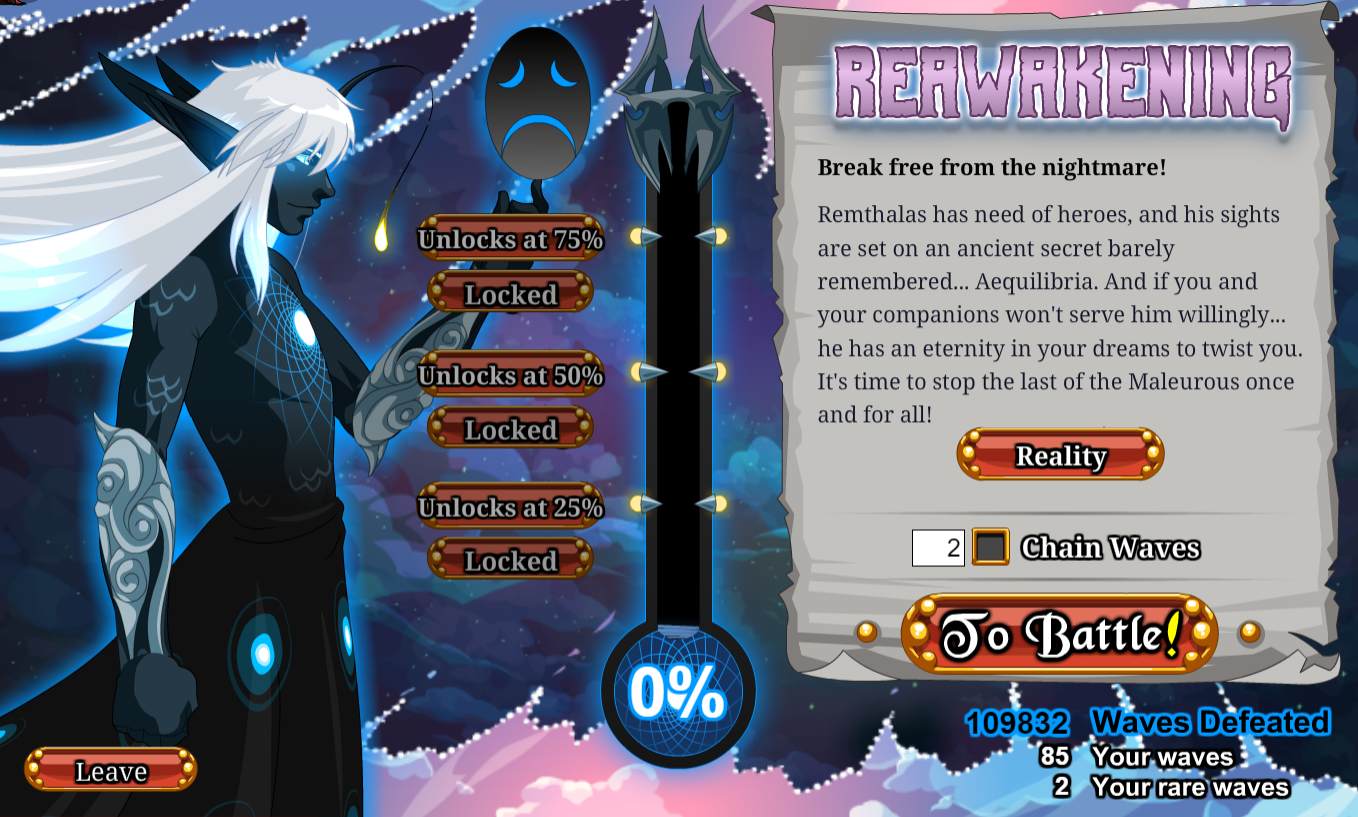 REAWAKENING
Break free from the nightmare!
Remthalas has need of heroes, and his sights
are set on an ancient secret barely
remembered... Aequilibria. And if you and
your companions won't serve him willingly...
he has an eternity in your dreams to twist you.
It's time to stop the last of the Maleurous once
and for all!
Reality
2 Chain Waves
To Battle!
Unlocks at 75%
Locked
Unlocks at 50%
Locked
Unlocks at 25%
Locked
0%
109832 Waves Defeated
85 Your waves
2 Your rare waves
Leave